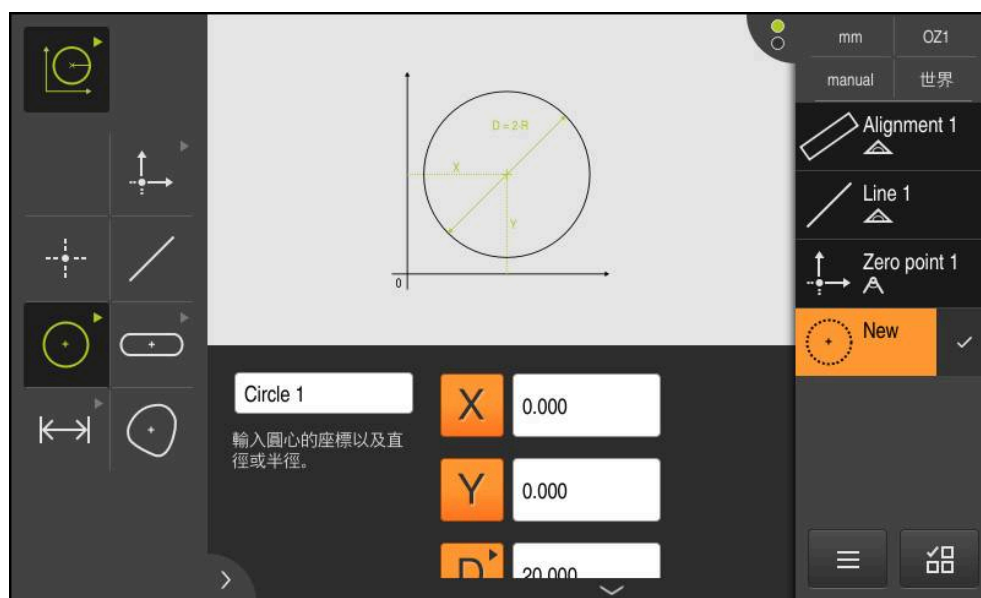 mm
OZ1
manual
世界
Alignment 1
Line 1
Zero point 1
New
D = 2·R
X
Y
0
Circle 1
輸入圓心的座標以及直
徑或半徑。
X
0.000
Y
0.000
D
20.000